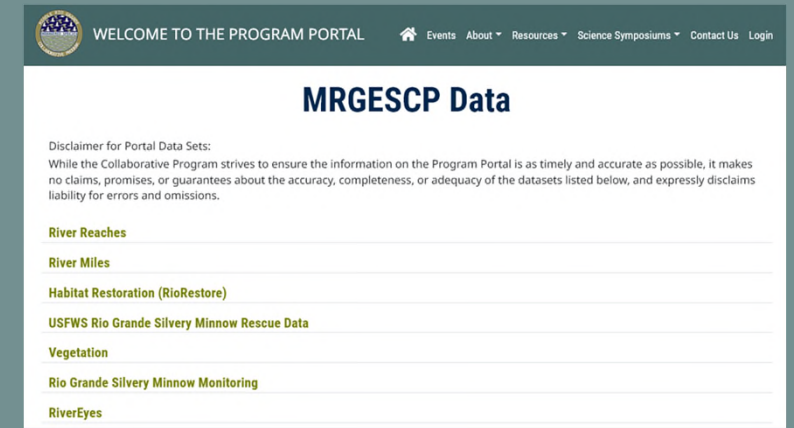 WELCOME TO THE PROGRAM PORTAL Events About Resources Science Symposiums Contact Us Login
MRGESCP Data
Disclaimer for Portal Data Sets:
While the Collaborative Program strives to ensure the information on the Program Portal is as timely and accurate as possible, it makes
no claims, promises, or guarantees about the accuracy, completeness, or adequacy of the datasets listed below, and expressly disclaims
liability for errors and omissions.
River Reaches
River Miles
Habitat Restoration (RioRestore)
USFWS Rio Grande Silvery Minnow Rescue Data
Vegetation
Rio Grande Silvery Minnow Monitoring
RiverEyes